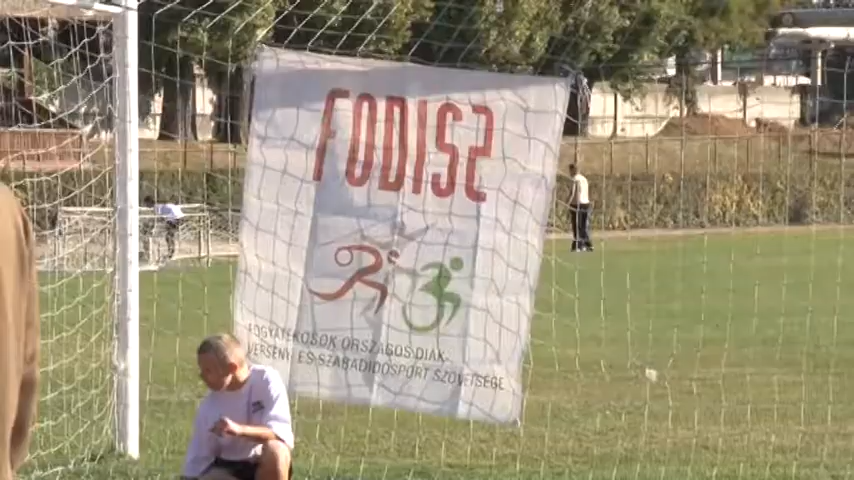 FODISZ
FOGYATÉKOSOK ORSZÁGOS DIÁK
VERSENY ÉS SZABADIDŐSPORT SZÖVETSÉGE